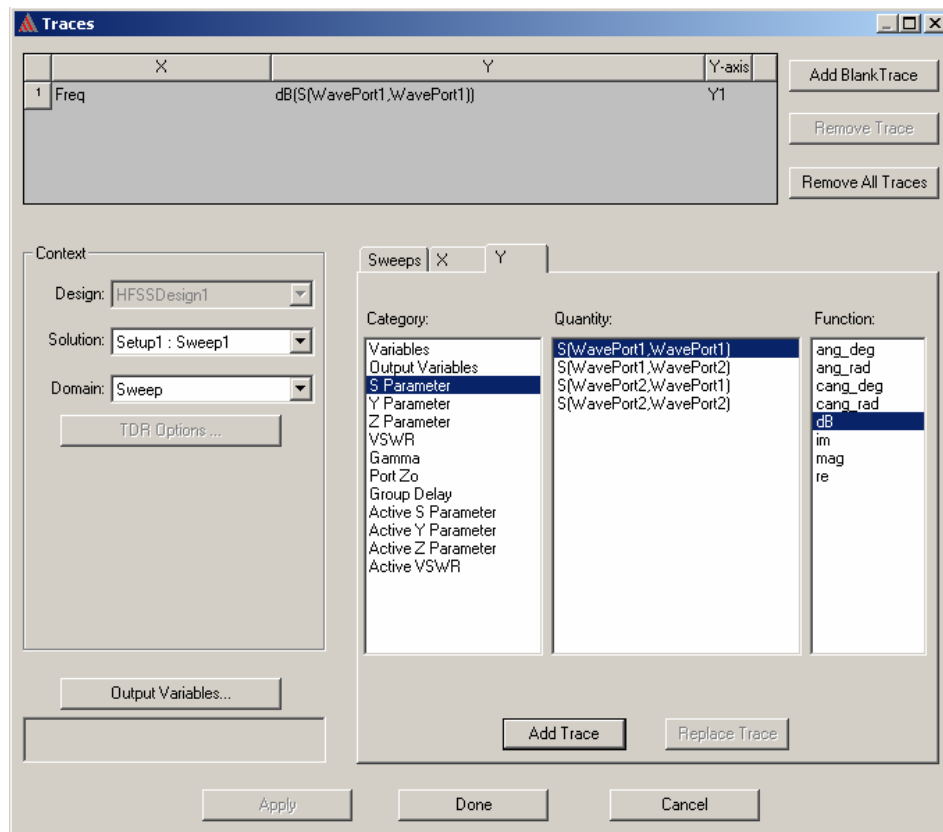 Traces
X Y Y-axis
1 Freq dB(S(WavePort1,WavePort1)) Y1
Add BlankTrace
Remove Trace
Remove All Traces
Context
Design: HFSSDesign1
Solution: Setup1 : Sweep1
Domain: Sweep
TDR Options ...
Output Variables...
Sweeps X Y
Category:
Variables
Output Variables
S Parameter
Y Parameter
Z Parameter
VSWR
Gamma
Port Zo
Group Delay
Active S Parameter
Active Y Parameter
Active Z Parameter
Active VSWR
Quantity:
S(WavePort1,WavePort1)
S(WavePort1,WavePort2)
S(WavePort2,WavePort1)
S(WavePort2,WavePort2)
Function:
ang_deg
ang_rad
cang_deg
cang_rad
dB
im
mag
re
Add Trace
Replace Trace
Apply
Done
Cancel